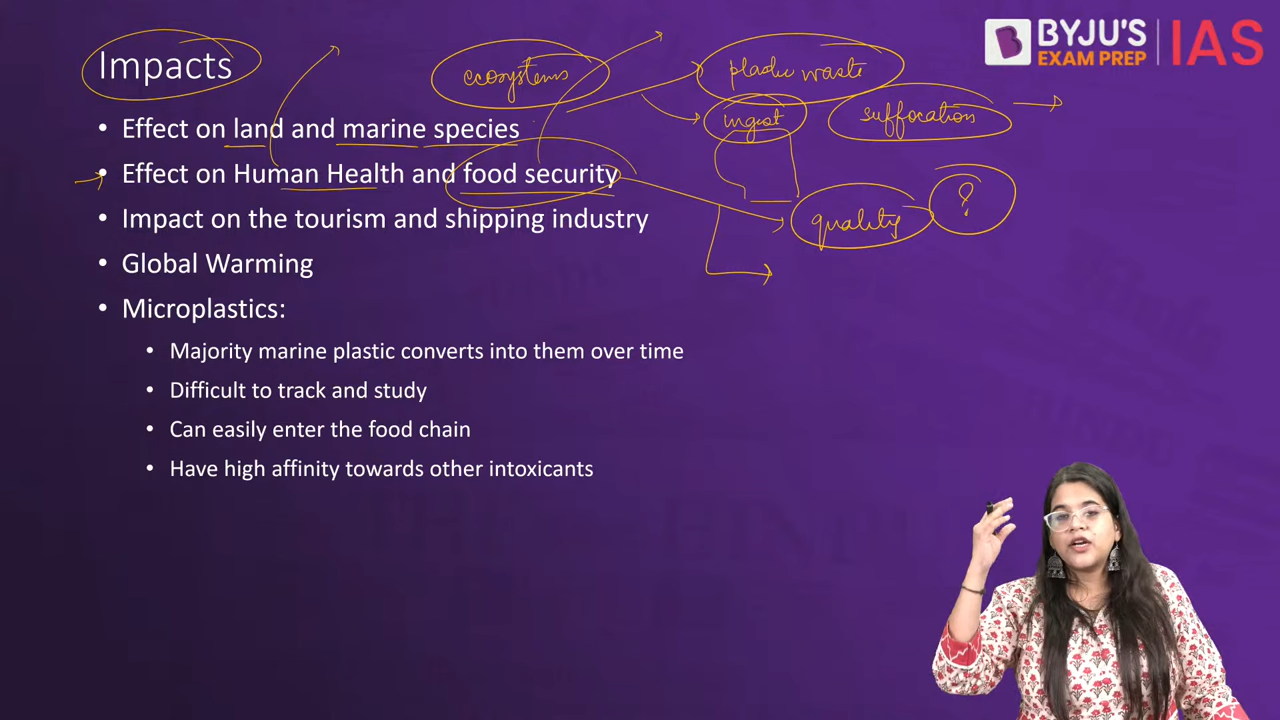 BYJU'S
EXAM PREP
IAS
Impacts
ecosystems
plastic waste
ingest
suffocation
• Effect on land and marine species
• Effect on Human Health and food security
quality
?
• Impact on the tourism and shipping industry
• Global Warming
• Microplastics:
• Majority marine plastic converts into them over time
• Difficult to track and study
• Can easily enter the food chain
• Have high affinity towards other intoxicants